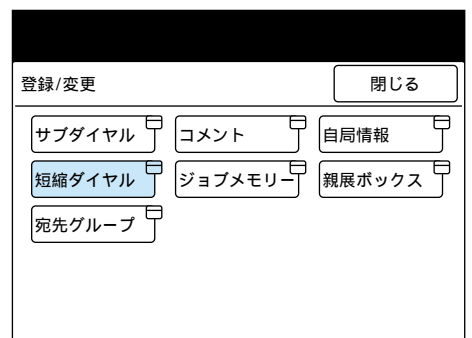 登録/変更 閉じる
サブダイヤル コメント 自局情報
短縮ダイヤル ジョブメモリー 親展ボックス
宛先グループ